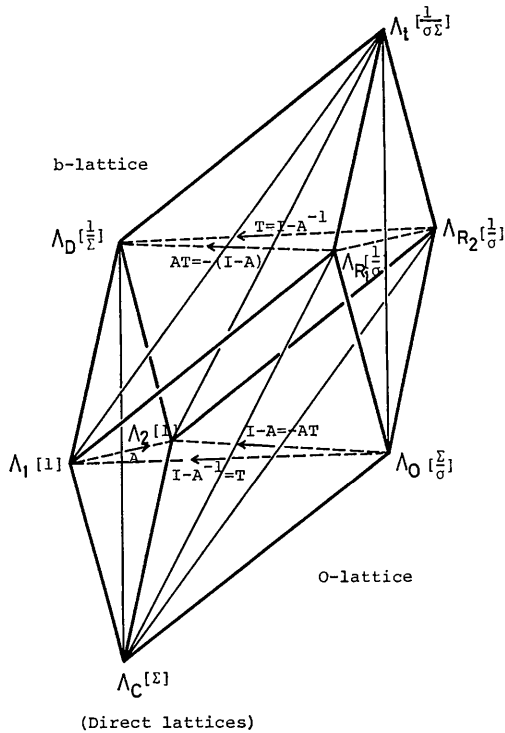 Λt [1/σΣ]
b-lattice
T=I-A⁻¹
ΛD [1/Σ]
ΛR2 [1/σ]
AT=-(I-A)
ΛR1 [1/σ]
Λ2 [1]
I-A=-AT
A
Λ1 [1]
I-A⁻¹=T
ΛO [Σ/σ]
O-lattice
ΛC [Σ]
(Direct lattices)